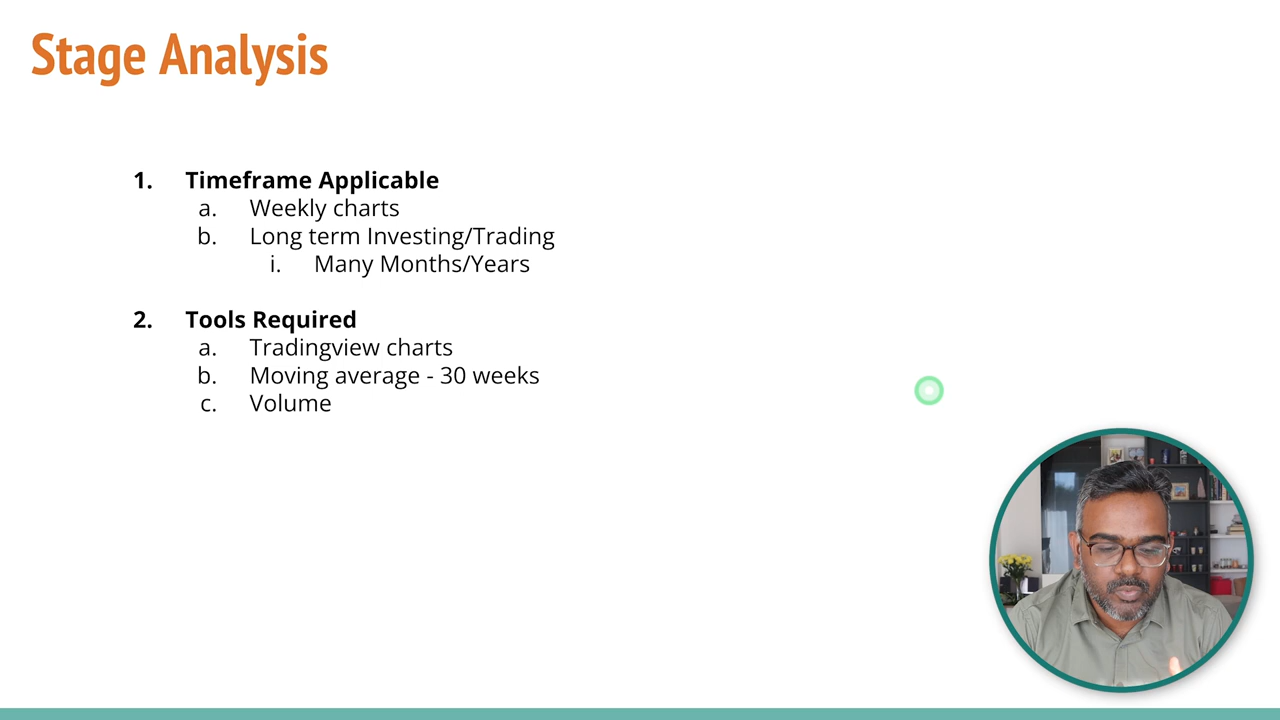 Stage Analysis
1. Timeframe Applicable
a. Weekly charts
b. Long term Investing/Trading
i. Many Months/Years
2. Tools Required
a. Tradingview charts
b. Moving average - 30 weeks
c. Volume